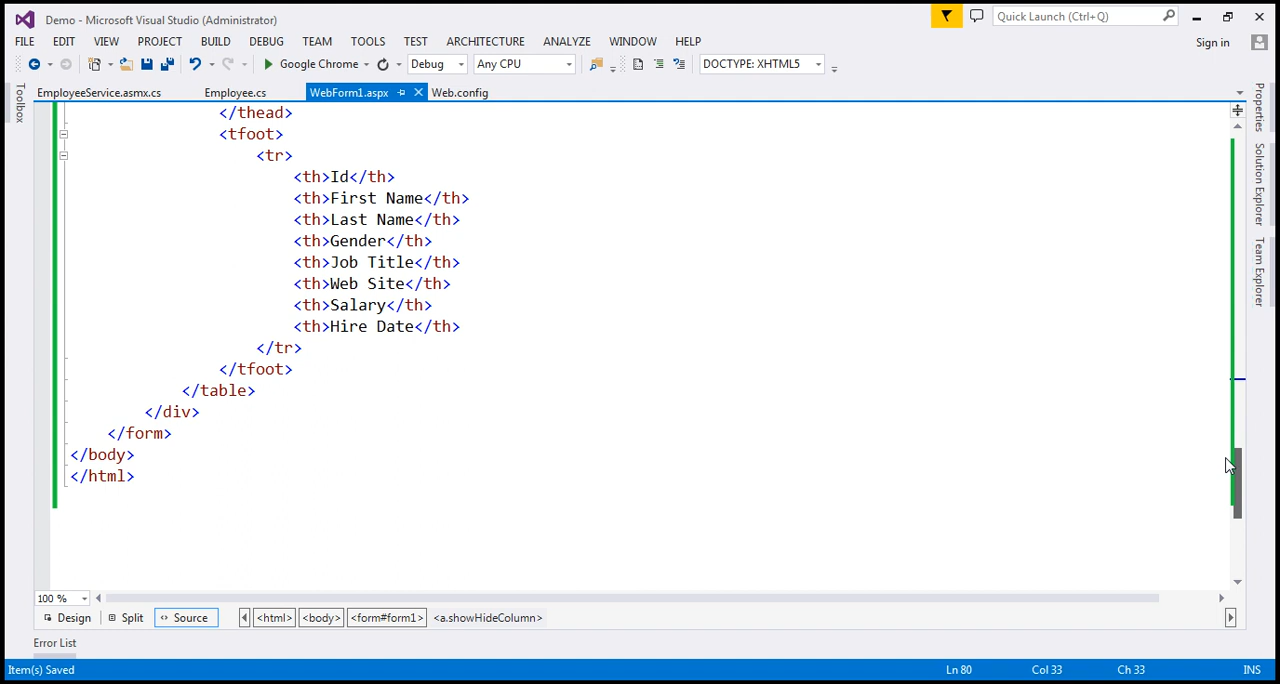 Demo - Microsoft Visual Studio (Administrator)
Quick Launch (Ctrl+Q)
FILE EDIT VIEW PROJECT BUILD DEBUG TEAM TOOLS TEST ARCHITECTURE ANALYZE WINDOW HELP
Sign in
Google Chrome Debug Any CPU DOCTYPE: XHTML5
EmployeeService.asmx.cs Employee.cs WebForm1.aspx Web.config
Toolbox
Properties
Solution Explorer
Team Explorer
</thead>
<tfoot>
<tr>
<th>Id</th>
<th>First Name</th>
<th>Last Name</th>
<th>Gender</th>
<th>Job Title</th>
<th>Web Site</th>
<th>Salary</th>
<th>Hire Date</th>
</tr>
</tfoot>
</table>
</div>
</form>
</body>
</html>
100 %
Design Split Source <html> <body> <form#form1> <a.showHideColumn>
Error List
Item(s) Saved Ln 80 Col 33 Ch 33 INS